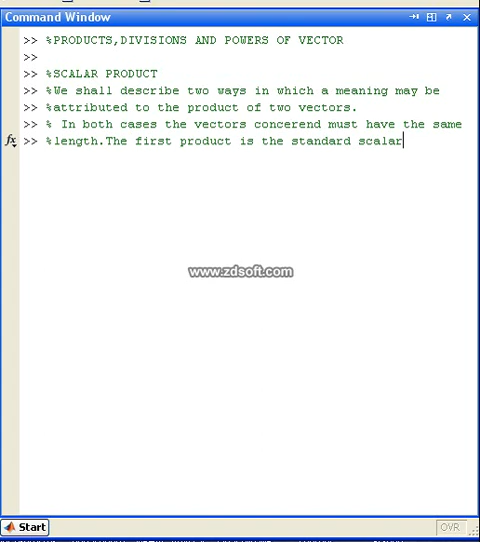 Command Window
>> %PRODUCTS,DIVISIONS AND POWERS OF VECTOR
>>
>> %SCALAR PRODUCT
>> %We shall describe two ways in which a meaning may be
>> %attributed to the product of two vectors.
>> % In both cases the vectors concerend must have the same
fx >> %length.The first product is the standard scalar
www.zdsoft.com
Start
OVR